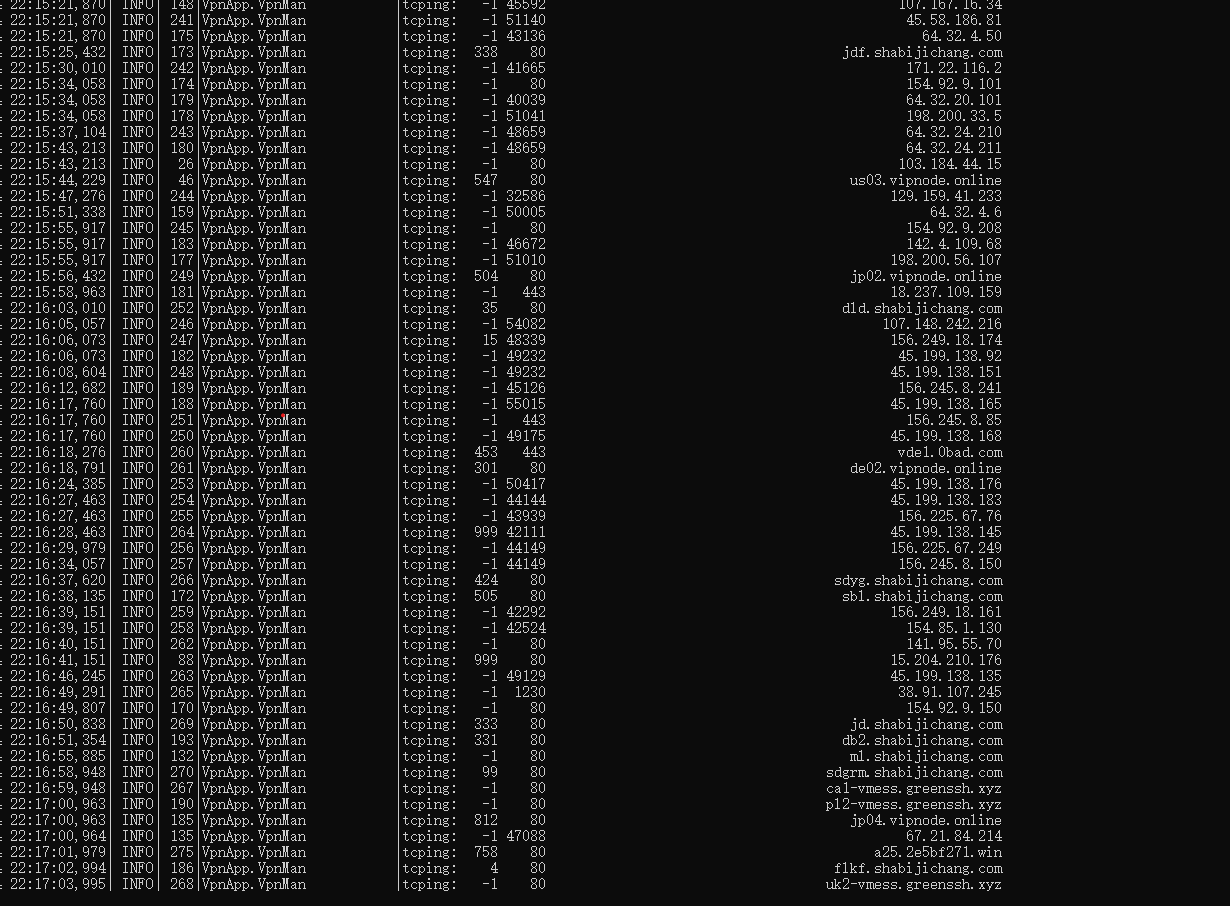 : 22:15:21,870 | INFO | 148|VpnApp.VpnMan |tcping: -1 45592 107.167.16.34
: 22:15:21,870 | INFO | 241|VpnApp.VpnMan |tcping: -1 51140 45.58.186.81
: 22:15:21,870 | INFO | 175|VpnApp.VpnMan |tcping: -1 43136 64.32.4.50
: 22:15:25,432 | INFO | 173|VpnApp.VpnMan |tcping: 338 80 jdf.shabijichang.com
: 22:15:30,010 | INFO | 242|VpnApp.VpnMan |tcping: -1 41665 171.22.116.2
: 22:15:34,058 | INFO | 174|VpnApp.VpnMan |tcping: -1 80 154.92.9.101
: 22:15:34,058 | INFO | 179|VpnApp.VpnMan |tcping: -1 40039 64.32.20.101
: 22:15:34,058 | INFO | 178|VpnApp.VpnMan |tcping: -1 51041 198.200.33.5
: 22:15:37,104 | INFO | 243|VpnApp.VpnMan |tcping: -1 48659 64.32.24.210
: 22:15:43,213 | INFO | 180|VpnApp.VpnMan |tcping: -1 48659 64.32.24.211
: 22:15:43,213 | INFO | 26|VpnApp.VpnMan |tcping: -1 80 103.184.44.15
: 22:15:44,229 | INFO | 46|VpnApp.VpnMan |tcping: 547 80 us03.vipnode.online
: 22:15:47,276 | INFO | 244|VpnApp.VpnMan |tcping: -1 32586 129.159.41.233
: 22:15:51,338 | INFO | 159|VpnApp.VpnMan |tcping: -1 50005 64.32.4.6
: 22:15:55,917 | INFO | 245|VpnApp.VpnMan |tcping: -1 80 154.92.9.208
: 22:15:55,917 | INFO | 183|VpnApp.VpnMan |tcping: -1 46672 142.4.109.68
: 22:15:55,917 | INFO | 177|VpnApp.VpnMan |tcping: -1 51010 198.200.56.107
: 22:15:56,432 | INFO | 249|VpnApp.VpnMan |tcping: 504 80 jp02.vipnode.online
: 22:15:58,963 | INFO | 181|VpnApp.VpnMan |tcping: -1 443 18.237.109.159
: 22:16:03,010 | INFO | 252|VpnApp.VpnMan |tcping: 35 80 dld.shabijichang.com
: 22:16:05,057 | INFO | 246|VpnApp.VpnMan |tcping: -1 54082 107.148.242.216
: 22:16:06,073 | INFO | 247|VpnApp.VpnMan |tcping: 15 48339 156.249.18.174
: 22:16:06,073 | INFO | 182|VpnApp.VpnMan |tcping: -1 49232 45.199.138.92
: 22:16:08,604 | INFO | 248|VpnApp.VpnMan |tcping: -1 49232 45.199.138.151
: 22:16:12,682 | INFO | 189|VpnApp.VpnMan |tcping: -1 45126 156.245.8.241
: 22:16:17,760 | INFO | 188|VpnApp.VpnMan |tcping: -1 55015 45.199.138.165
: 22:16:17,760 | INFO | 251|VpnApp.VpnMan |tcping: -1 443 156.245.8.85
: 22:16:17,760 | INFO | 250|VpnApp.VpnMan |tcping: -1 49175 45.199.138.168
: 22:16:18,276 | INFO | 260|VpnApp.VpnMan |tcping: 453 443 vde1.0bad.com
: 22:16:18,791 | INFO | 261|VpnApp.VpnMan |tcping: 301 80 de02.vipnode.online
: 22:16:24,385 | INFO | 253|VpnApp.VpnMan |tcping: -1 50417 45.199.138.176
: 22:16:27,463 | INFO | 254|VpnApp.VpnMan |tcping: -1 44144 45.199.138.183
: 22:16:27,463 | INFO | 255|VpnApp.VpnMan |tcping: -1 43939 156.225.67.76
: 22:16:28,463 | INFO | 264|VpnApp.VpnMan |tcping: 999 42111 45.199.138.145
: 22:16:29,979 | INFO | 256|VpnApp.VpnMan |tcping: -1 44149 156.225.67.249
: 22:16:34,057 | INFO | 257|VpnApp.VpnMan |tcping: -1 44149 156.245.8.150
: 22:16:37,620 | INFO | 266|VpnApp.VpnMan |tcping: 424 80 sdyg.shabijichang.com
: 22:16:38,135 | INFO | 172|VpnApp.VpnMan |tcping: 505 80 sbl.shabijichang.com
: 22:16:39,151 | INFO | 259|VpnApp.VpnMan |tcping: -1 42292 156.249.18.161
: 22:16:39,151 | INFO | 258|VpnApp.VpnMan |tcping: -1 42524 154.85.1.130
: 22:16:40,151 | INFO | 262|VpnApp.VpnMan |tcping: -1 80 141.95.55.70
: 22:16:41,151 | INFO | 88|VpnApp.VpnMan |tcping: 999 80 15.204.210.176
: 22:16:46,245 | INFO | 263|VpnApp.VpnMan |tcping: -1 49129 45.199.138.135
: 22:16:49,291 | INFO | 265|VpnApp.VpnMan |tcping: -1 1230 38.91.107.245
: 22:16:49,807 | INFO | 170|VpnApp.VpnMan |tcping: -1 80 154.92.9.150
: 22:16:50,838 | INFO | 269|VpnApp.VpnMan |tcping: 333 80 jd.shabijichang.com
: 22:16:51,354 | INFO | 193|VpnApp.VpnMan |tcping: 331 80 db2.shabijichang.com
: 22:16:55,885 | INFO | 132|VpnApp.VpnMan |tcping: -1 80 ml.shabijichang.com
: 22:16:58,948 | INFO | 270|VpnApp.VpnMan |tcping: 99 80 sdgrm.shabijichang.com
: 22:16:59,948 | INFO | 267|VpnApp.VpnMan |tcping: -1 80 ca1-vmess.greenssh.xyz
: 22:17:00,963 | INFO | 190|VpnApp.VpnMan |tcping: -1 80 pl2-vmess.greenssh.xyz
: 22:17:00,963 | INFO | 185|VpnApp.VpnMan |tcping: 812 80 jp04.vipnode.online
: 22:17:00,964 | INFO | 135|VpnApp.VpnMan |tcping: -1 47088 67.21.84.214
: 22:17:01,979 | INFO | 275|VpnApp.VpnMan |tcping: 758 80 a25.2e5bf271.win
: 22:17:02,994 | INFO | 186|VpnApp.VpnMan |tcping: 4 80 flkf.shabijichang.com
: 22:17:03,995 | INFO | 268|VpnApp.VpnMan |tcping: -1 80 uk2-vmess.greenssh.xyz